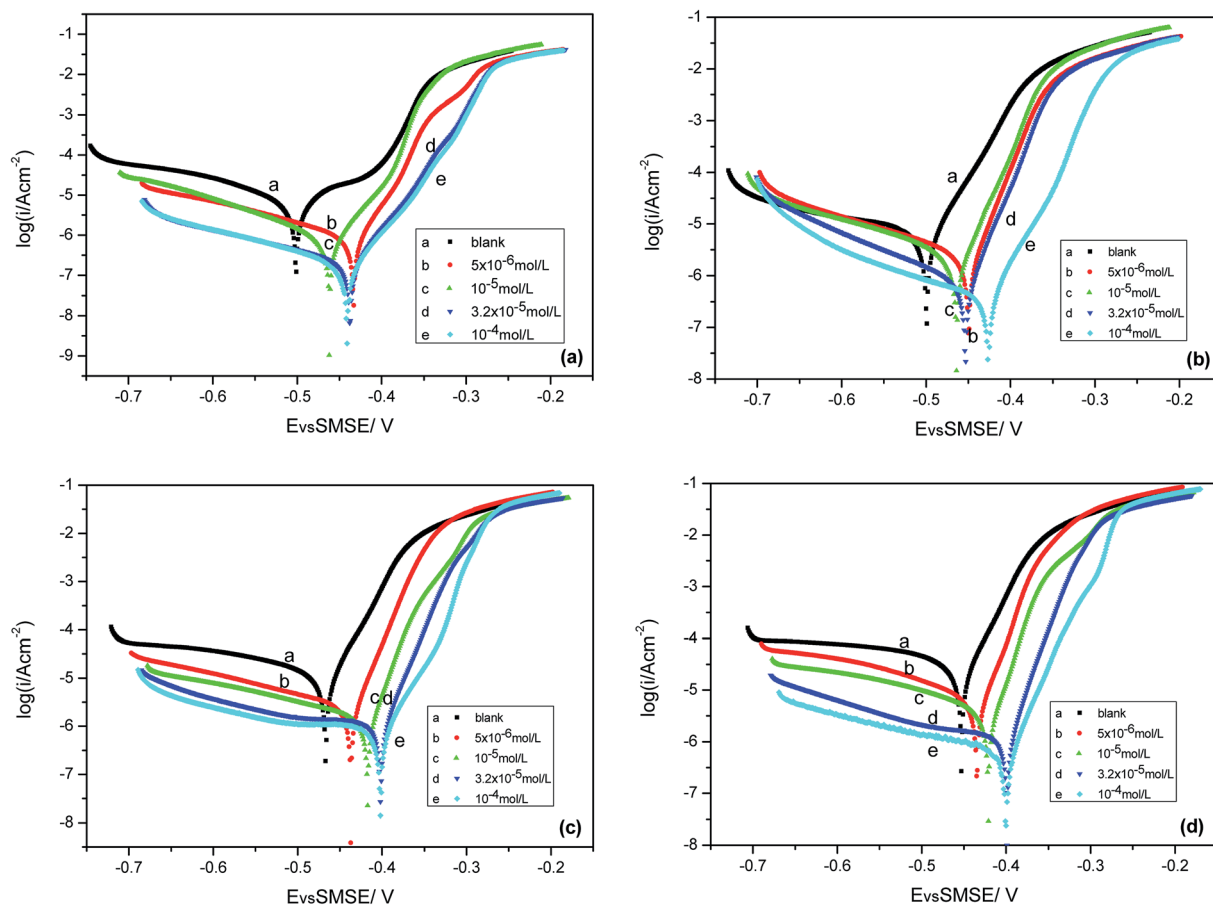 -1
-2
-3
-4
-5
-6
-7
-8
-9
log(i/Acm⁻²)
-0.7 -0.6 -0.5 -0.4 -0.3 -0.2
EvsSMSE/ V
a
b
c
d
e
a blank
b 5x10⁻⁶mol/L
c 10⁻⁵mol/L
d 3.2x10⁻⁵mol/L
e 10⁻⁴mol/L
(a)
-1
-2
-3
-4
-5
-6
-7
-8
log(i/Acm⁻²)
-0.7 -0.6 -0.5 -0.4 -0.3 -0.2
EvsSMSE/ V
a
d
e
c
b
a blank
b 5x10⁻⁶mol/L
c 10⁻⁵mol/L
d 3.2x10⁻⁵mol/L
e 10⁻⁴mol/L
(b)
-1
-2
-3
-4
-5
-6
-7
-8
log(i/Acm⁻²)
-0.7 -0.6 -0.5 -0.4 -0.3 -0.2
EvsSMSE/ V
a
b
c d
e
a blank
b 5x10⁻⁶mol/L
c 10⁻⁵mol/L
d 3.2x10⁻⁵mol/L
e 10⁻⁴mol/L
(c)
-1
-2
-3
-4
-5
-6
-7
-8
log(i/Acm⁻²)
-0.7 -0.6 -0.5 -0.4 -0.3 -0.2
EvsSMSE/ V
a
b
c
d
e
a blank
b 5x10⁻⁶mol/L
c 10⁻⁵mol/L
d 3.2x10⁻⁵mol/L
e 10⁻⁴mol/L
(d)